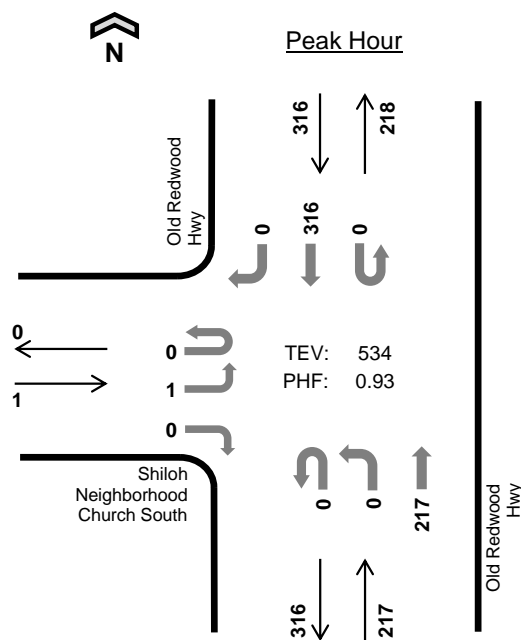 N
Peak Hour
316
218
Old Redwood
Hwy
0
316
0
0
1
0
1
0
TEV: 534
PHF: 0.93
Shiloh
Neighborhood
Church South
0
0
217
Old Redwood
Hwy
316
217